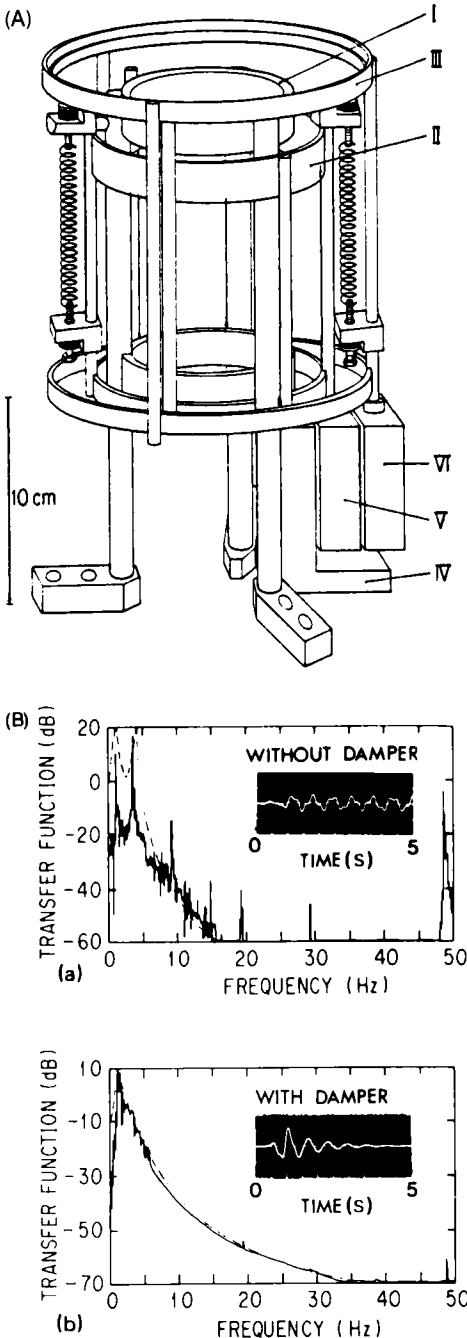 (A)
I
III
II
10 cm
VI
V
IV
(B)
TRANSFER FUNCTION (dB)
20
0
-20
-40
-60
WITHOUT DAMPER
0 5
TIME(S)
0 10 20 30 40 50
(a) FREQUENCY (Hz)
TRANSFER FUNCTION (dB)
10
-10
-30
-50
-70
WITH DAMPER
0 5
TIME(S)
0 10 20 30 40 50
(b) FREQUENCY (Hz)